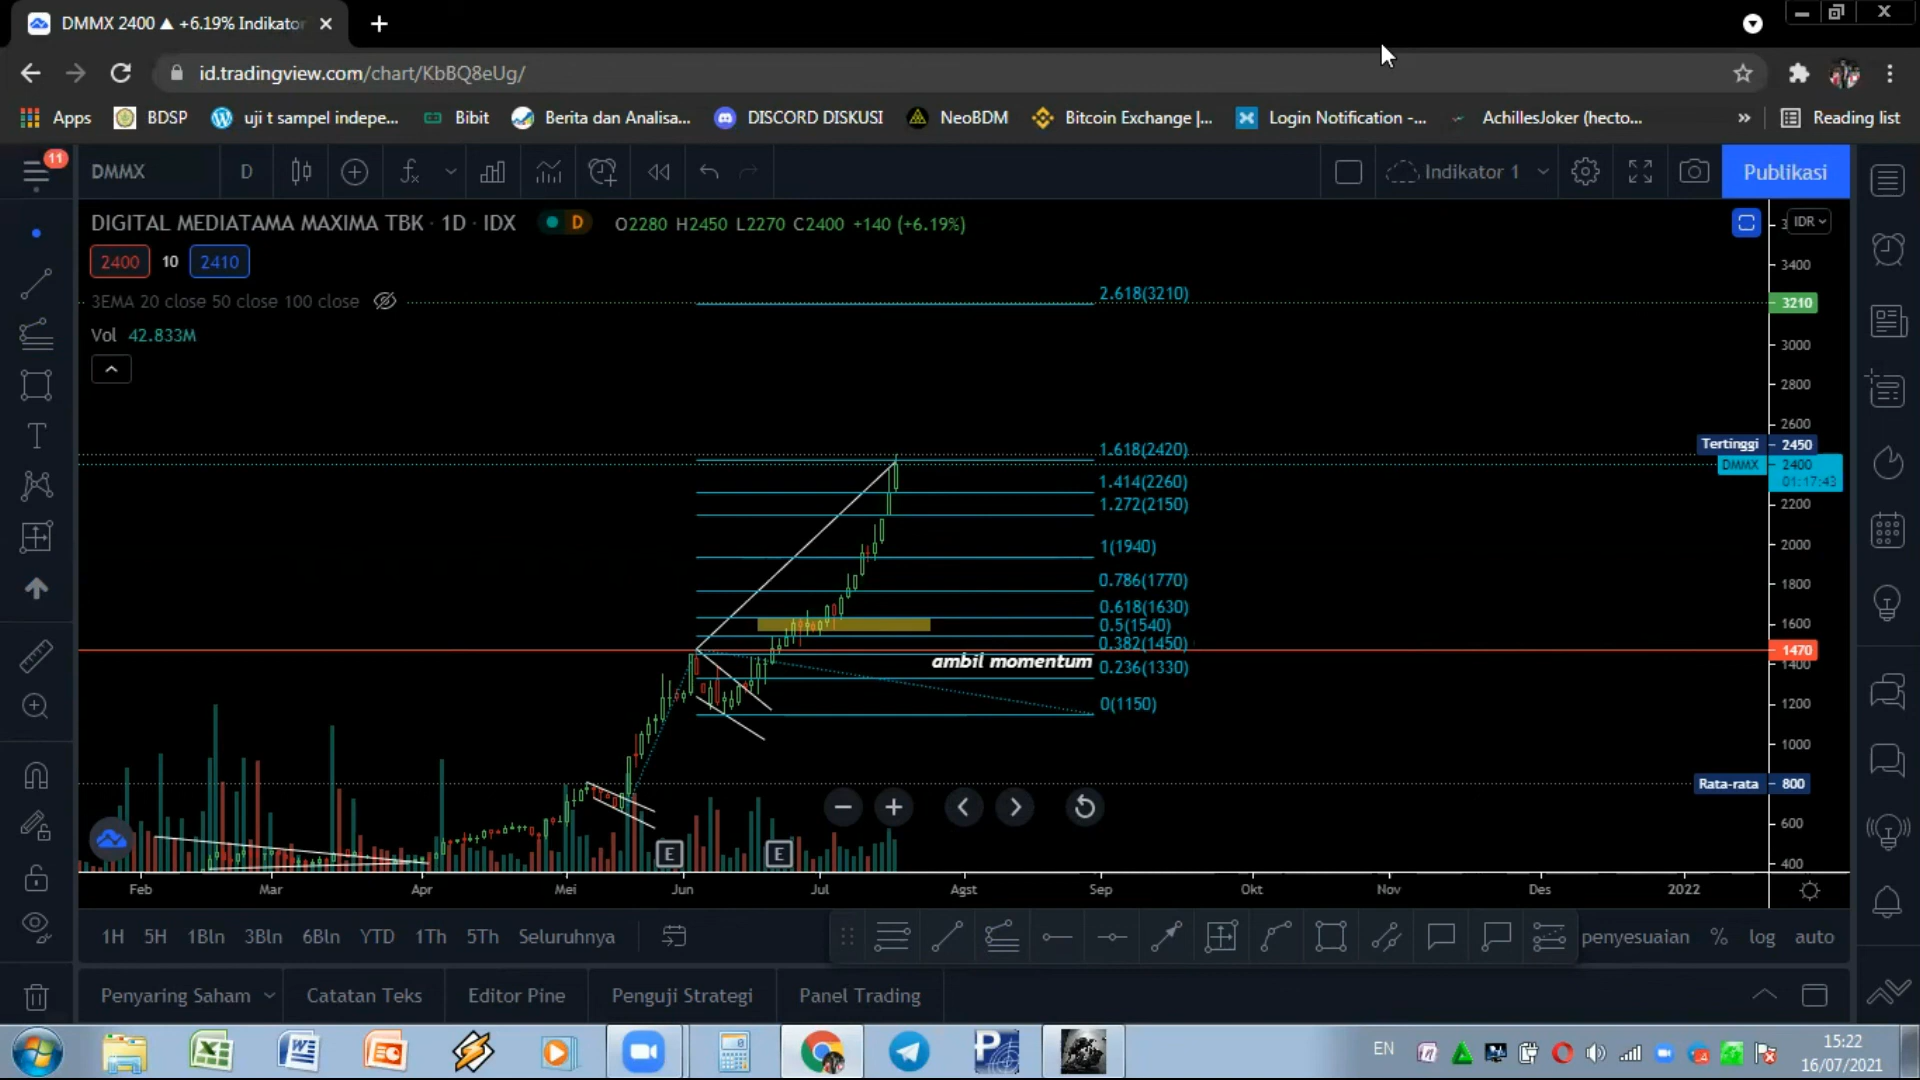 DMMX 2400 ▲ +6.19% Indikator
id.tradingview.com/chart/KbBQ8eUg/
Apps BDSP uji t sampel indepe... Bibit Berita dan Analisa... DISCORD DISKUSI NeoBDM Bitcoin Exchange |... Login Notification -... AchillesJoker (hecto... » Reading list
11
DMMX D Indikator 1 Publikasi
DIGITAL MEDIATAMA MAXIMA TBK · 1D · IDX D O2280 H2450 L2270 C2400 +140 (+6.19%)
IDR
2400 10 2410
3400
3EMA 20 close 50 close 100 close
2.618(3210)
3210
Vol 42.833M
3000
2800
2600
1.618(2420)
Tertinggi 2450
DMMX 2400
01:17:43
1.414(2260)
1.272(2150)
2200
1(1940)
2000
0.786(1770)
1800
0.618(1630)
0.5(1540)
1600
0.382(1450)
1470
ambil momentum
0.236(1330)
1400
0(1150)
1200
1000
Rata-rata 800
600
E E
400
Feb Mar Apr Mei Jun Jul Agst Sep Okt Nov Des 2022
1H 5H 1Bln 3Bln 6Bln YTD 1Th 5Th Seluruhnya penyesuaian % log auto
Penyaring Saham Catatan Teks Editor Pine Penguji Strategi Panel Trading
EN
15:22
16/07/2021